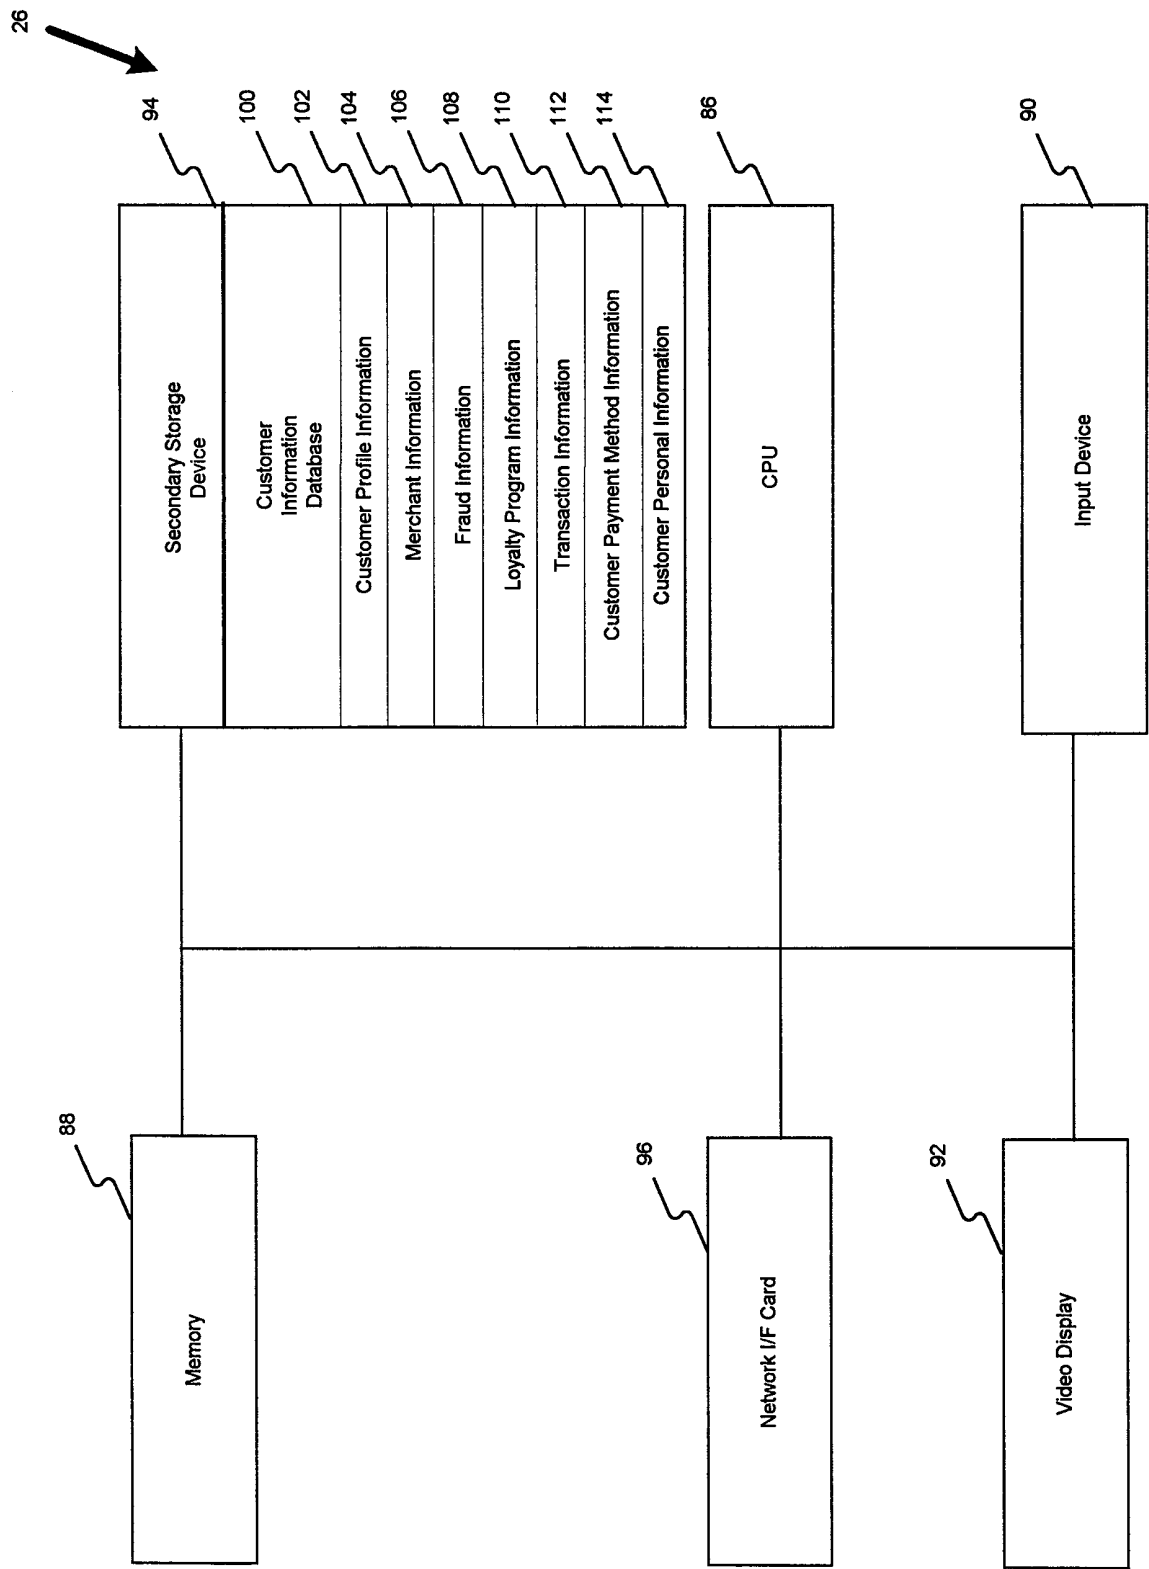 26
88
Memory
96
Network I/F Card
92
Video Display
Secondary Storage
Device
94
Customer
Information
Database
100
Customer Profile Information
102
Merchant Information
104
Fraud Information
106
Loyalty Program Information
108
Transaction Information
110
Customer Payment Method Information
112
Customer Personal Information
114
CPU
86
Input Device
90